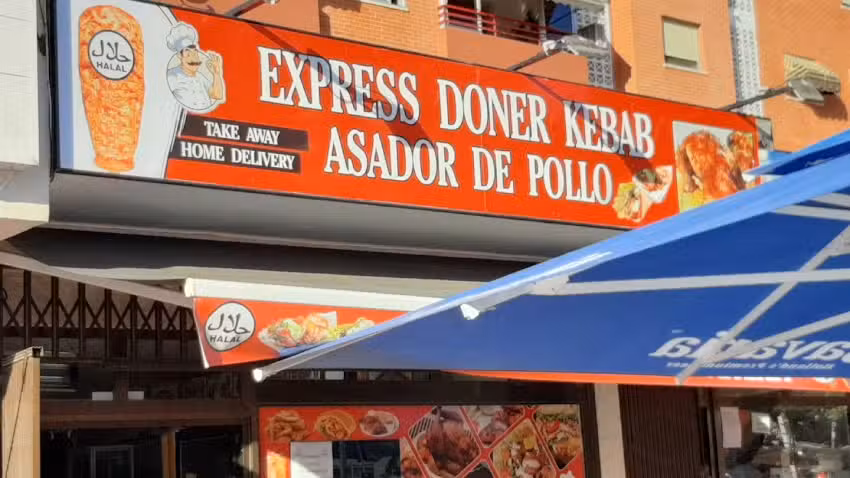 حلال
HALAL
EXPRESS DONER KEBAB
TAKE AWAY
HOME DELIVERY
ASADOR DE POLLO
حلال
HALAL